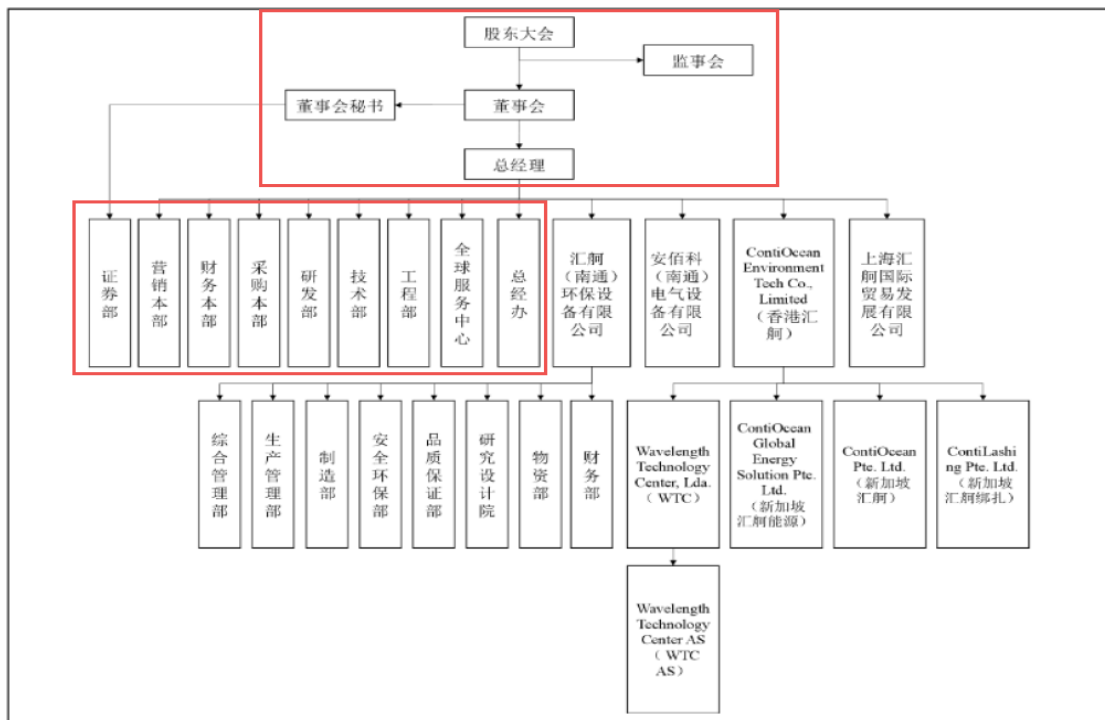 股东大会
监事会
董事会秘书
董事会
总经理
证券部
营销本部
财务本部
采购本部
研发部
技术部
工程部
全球服务中心
总经办
汇舸
（南通）
环保设
备有限
公司
安佰科
（南通）
电气设
备有限
公司
ContiOcean
Environment
Tech Co.,
Limited
（香港汇
舸）
上海汇
舸国际
贸易发
展有限
公司
综合管理部
生产管理部
制造部
安全环保部
品质保证部
研究设计院
物资部
财务部
Wavelength
Technology
Center, Lda.
（WTC）
ContiOcean
Global
Energy
Solution Pte.
Ltd.
（新加坡
汇舸能源）
ContiOcean
Pte. Ltd.
（新加坡
汇舸）
ContiLashi
ng Pte. Ltd.
（新加坡
汇舸绑扎）
Wavelength
Technology
Center AS
（ WTC
AS）